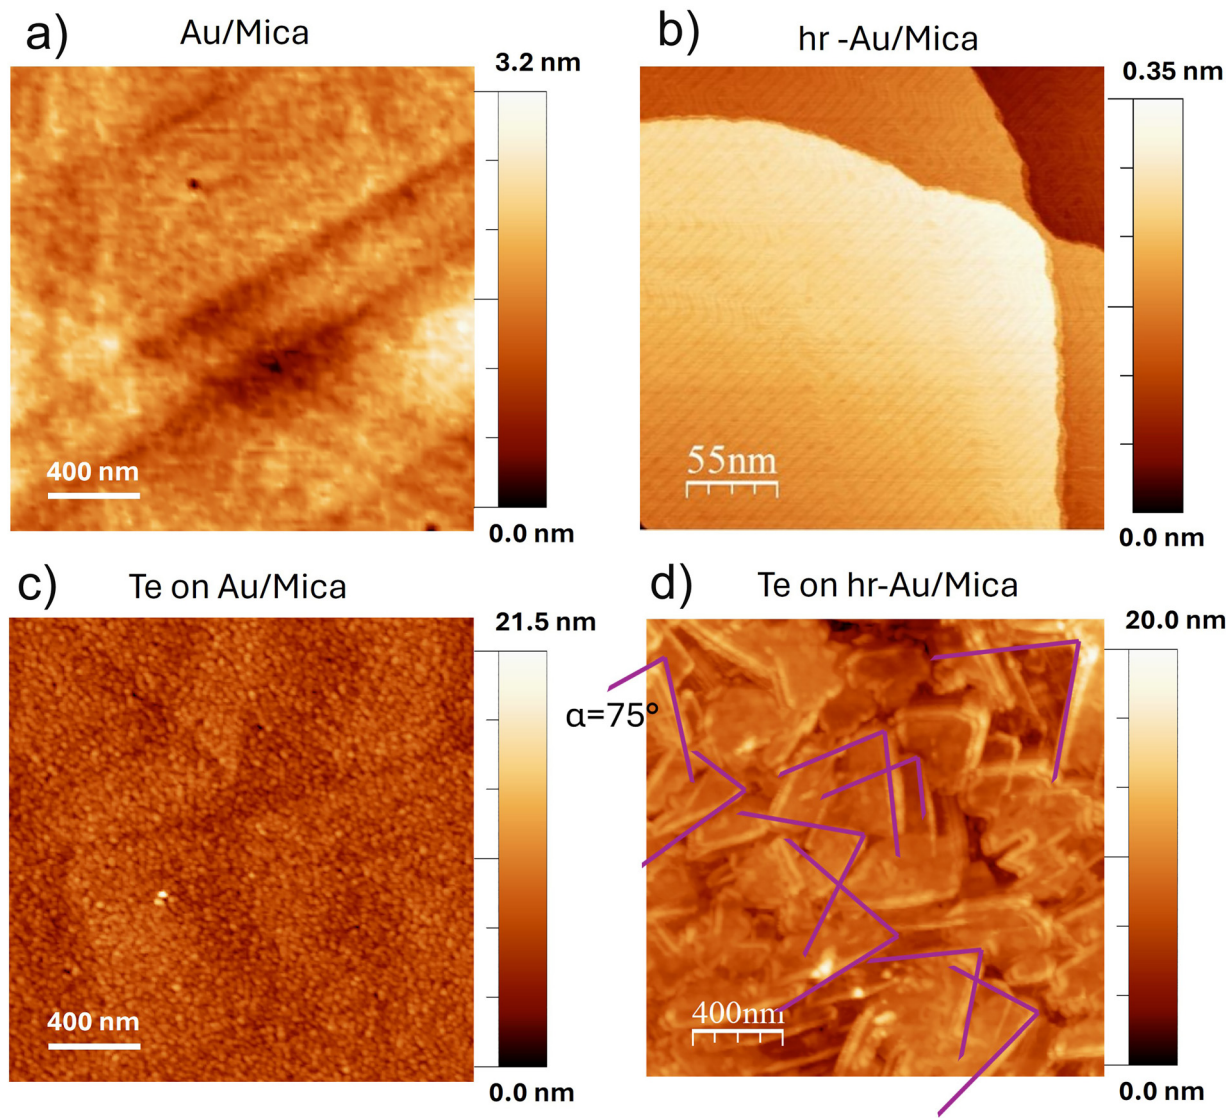 a)
Au/Mica
3.2 nm
400 nm
0.0 nm
b)
hr -Au/Mica
0.35 nm
55nm
0.0 nm
c)
Te on Au/Mica
21.5 nm
400 nm
0.0 nm
d)
Te on hr-Au/Mica
20.0 nm
α=75°
400nm
0.0 nm